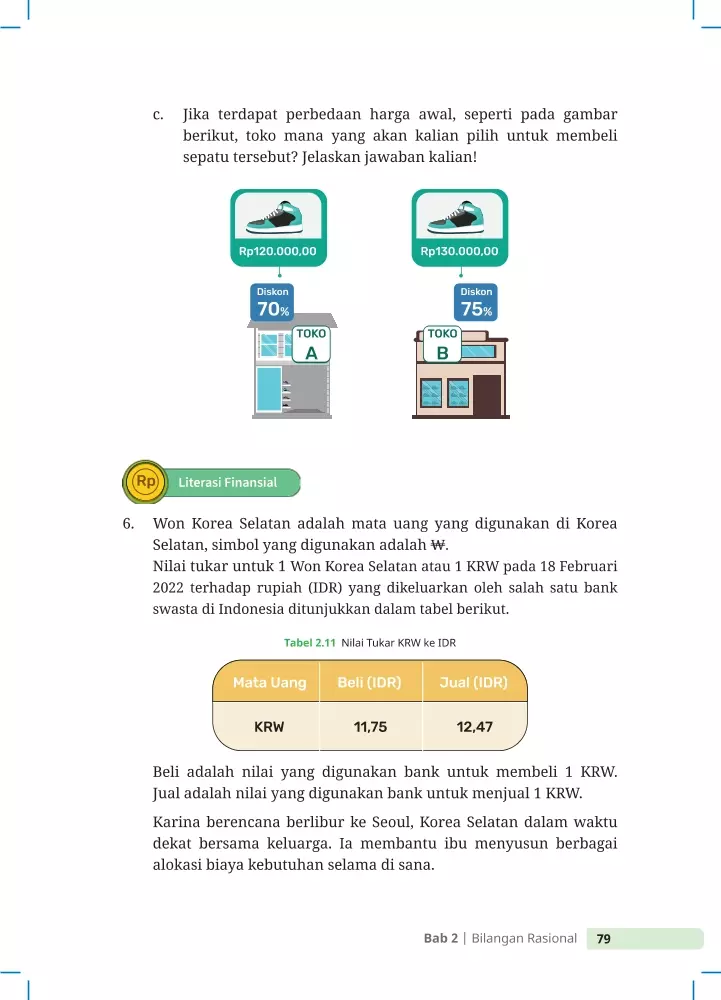 c. Jika terdapat perbedaan harga awal, seperti pada gambar
berikut, toko mana yang akan kalian pilih untuk membeli
sepatu tersebut? Jelaskan jawaban kalian!
Rp120.000,00
Rp130.000,00
Diskon
70%
Diskon
75%
TOKO
A
TOKO
B
Rp
Literasi Finansial
6. Won Korea Selatan adalah mata uang yang digunakan di Korea
Selatan, simbol yang digunakan adalah ₩.
Nilai tukar untuk 1 Won Korea Selatan atau 1 KRW pada 18 Februari
2022 terhadap rupiah (IDR) yang dikeluarkan oleh salah satu bank
swasta di Indonesia ditunjukkan dalam tabel berikut.
Tabel 2.11 Nilai Tukar KRW ke IDR
Mata Uang Beli (IDR) Jual (IDR)
KRW 11,75 12,47
Beli adalah nilai yang digunakan bank untuk membeli 1 KRW.
Jual adalah nilai yang digunakan bank untuk menjual 1 KRW.
Karina berencana berlibur ke Seoul, Korea Selatan dalam waktu
dekat bersama keluarga. Ia membantu ibu menyusun berbagai
alokasi biaya kebutuhan selama di sana.
Bab 2 | Bilangan Rasional 79